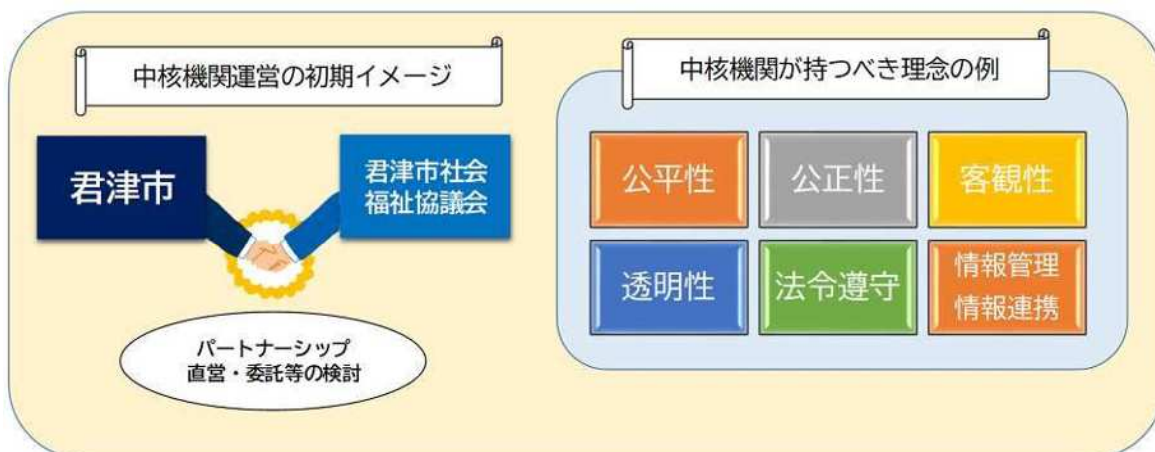 中核機関運営の初期イメージ
君津市
君津市社会
福祉協議会
パートナーシップ
直営・委託等の検討
中核機関が持つべき理念の例
公平性
公正性
客観性
透明性
法令遵守
情報管理
情報連携